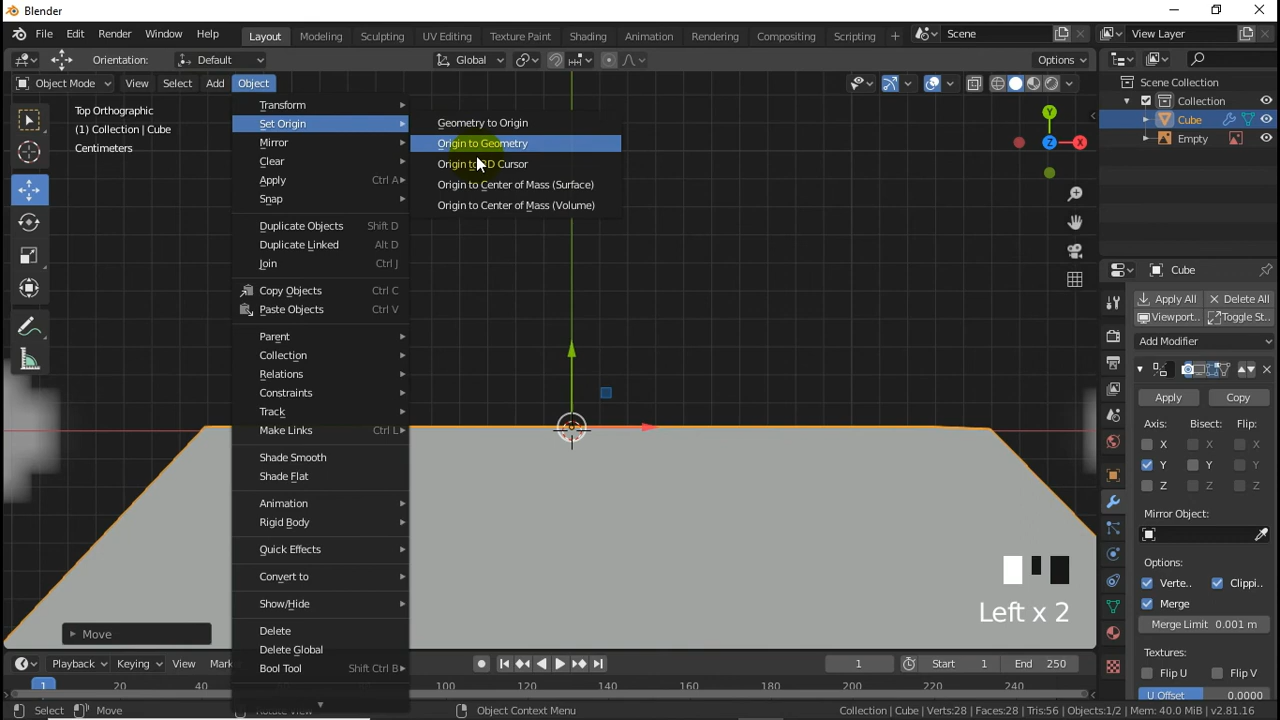 Blender
File Edit Render Window Help Layout Modeling Sculpting UV Editing Texture Paint Shading Animation Rendering Compositing Scripting + Scene View Layer
Orientation: Default Global Options
Object Mode View Select Add Object
Top Orthographic
(1) Collection | Cube
Centimeters
Transform
Set Origin
Mirror
Clear
Apply Ctrl A
Snap
Duplicate Objects Shift D
Duplicate Linked Alt D
Join Ctrl J
Copy Objects Ctrl C
Paste Objects Ctrl V
Parent
Collection
Relations
Constraints
Track
Make Links Ctrl L
Shade Smooth
Shade Flat
Animation
Rigid Body
Quick Effects
Convert to
Show/Hide
Delete
Delete Global
Bool Tool Shift Ctrl B
Geometry to Origin
Origin to Geometry
Origin to 3D Cursor
Origin to Center of Mass (Surface)
Origin to Center of Mass (Volume)
Y
Z X
Scene Collection
Collection
Cube
Empty
Cube
Apply All Delete All
Viewport.. Toggle St..
Add Modifier
Apply Copy
Axis: Bisect: Flip:
X X X
Y Y Y
Z Z Z
Mirror Object:
Options:
Verte.. Clippi..
Merge
Merge Limit 0.001 m
Textures:
Flip U Flip V
U Offset 0.0000
Left x 2
Move
Playback Keying View Mark 1 Start 1 End 250
1 20 40 100 120 140 160 180 200 220 240
Select Move Rotate View Object Context Menu Collection | Cube | Verts:28 | Faces:28 | Tris:56 | Objects:1/2 | Mem: 40.0 MiB | v2.81.16